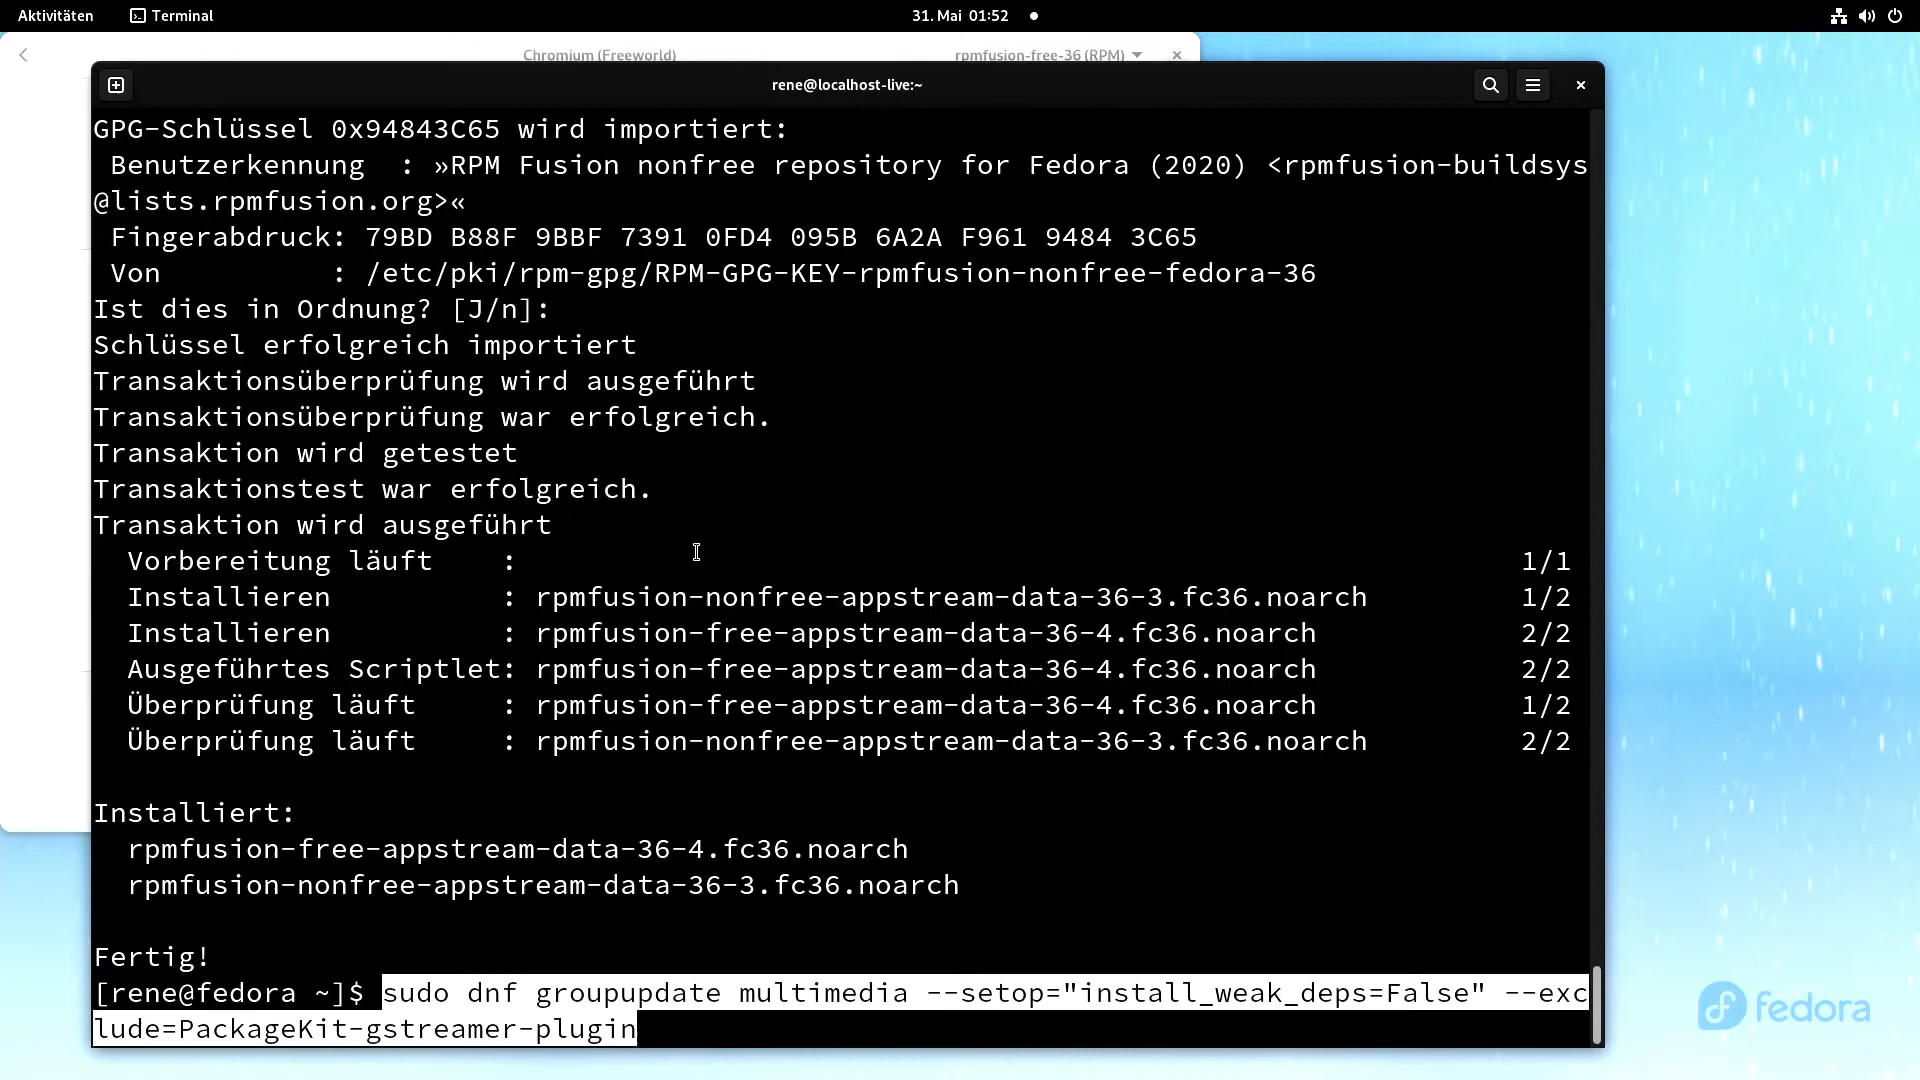 Aktivitäten Terminal 31. Mai 01:52
Chromium (Freeworld) rpmfusion-free-36 (RPM)
rene@localhost-live:~
GPG-Schlüssel 0x94843C65 wird importiert:
Benutzerkennung : »RPM Fusion nonfree repository for Fedora (2020) <rpmfusion-buildsys
@lists.rpmfusion.org>«
Fingerabdruck: 79BD B88F 9BBF 7391 0FD4 095B 6A2A F961 9484 3C65
Von : /etc/pki/rpm-gpg/RPM-GPG-KEY-rpmfusion-nonfree-fedora-36
Ist dies in Ordnung? [J/n]:
Schlüssel erfolgreich importiert
Transaktionsüberprüfung wird ausgeführt
Transaktionsüberprüfung war erfolgreich.
Transaktion wird getestet
Transaktionstest war erfolgreich.
Transaktion wird ausgeführt
Vorbereitung läuft : 1/1
Installieren : rpmfusion-nonfree-appstream-data-36-3.fc36.noarch 1/2
Installieren : rpmfusion-free-appstream-data-36-4.fc36.noarch 2/2
Ausgeführtes Scriptlet: rpmfusion-free-appstream-data-36-4.fc36.noarch 2/2
Überprüfung läuft : rpmfusion-free-appstream-data-36-4.fc36.noarch 1/2
Überprüfung läuft : rpmfusion-nonfree-appstream-data-36-3.fc36.noarch 2/2
Installiert:
rpmfusion-free-appstream-data-36-4.fc36.noarch
rpmfusion-nonfree-appstream-data-36-3.fc36.noarch
Fertig!
[rene@fedora ~]$ sudo dnf groupupdate multimedia --setop="install_weak_deps=False" --exc
lude=PackageKit-gstreamer-plugin
fedora